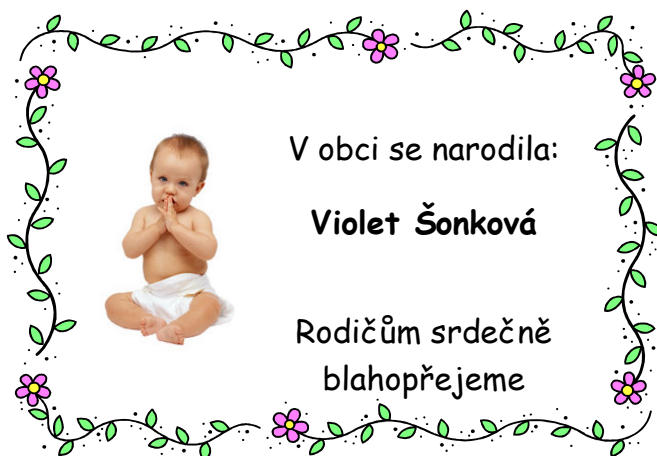 V obci se narodila:
Violet Šonková
Rodičům srdečně
blahopřejeme